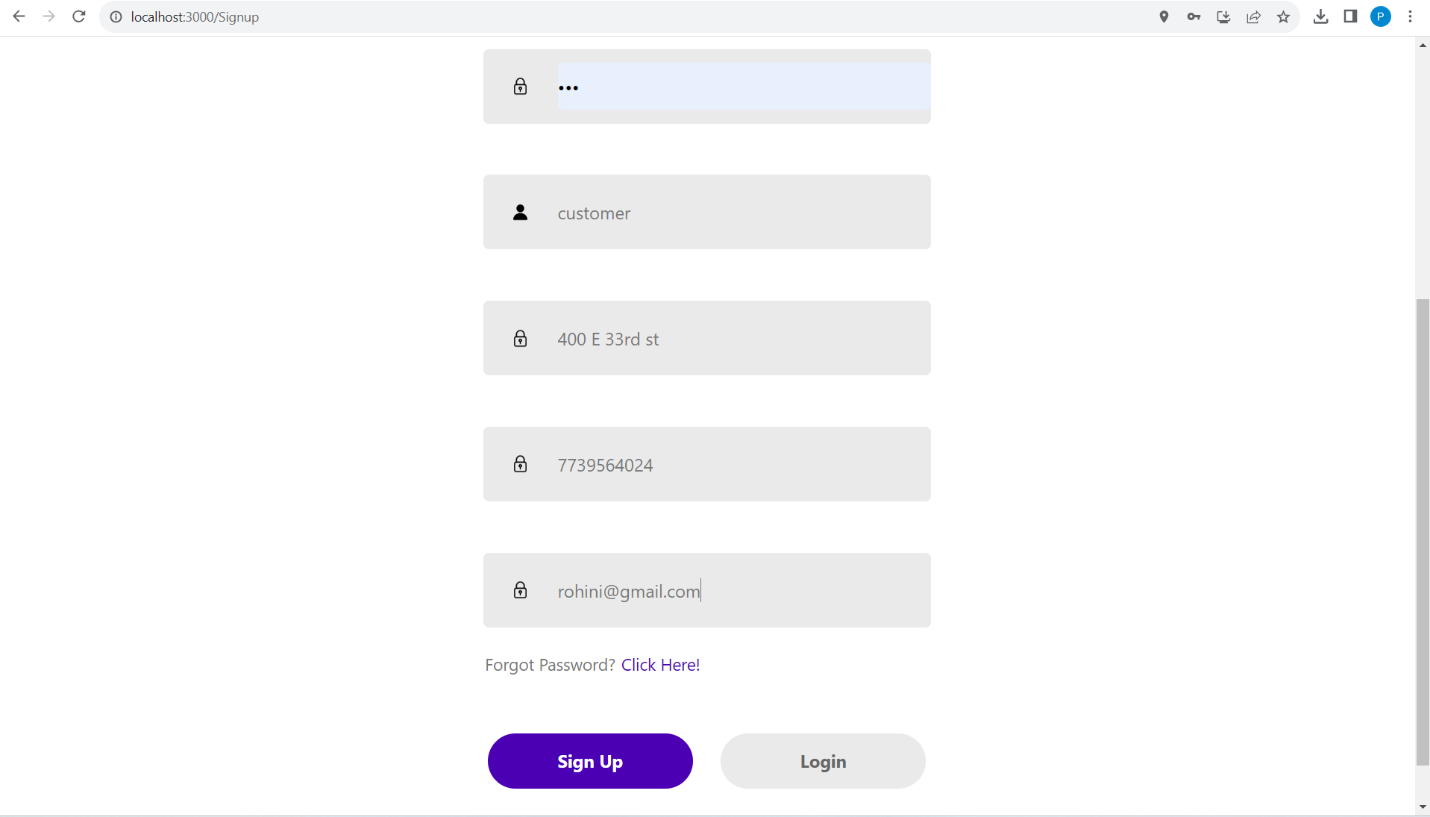 localhost:3000/Signup
P
•••
customer
400 E 33rd st
7739564024
rohini@gmail.com
Forgot Password? Click Here!
Sign Up
Login